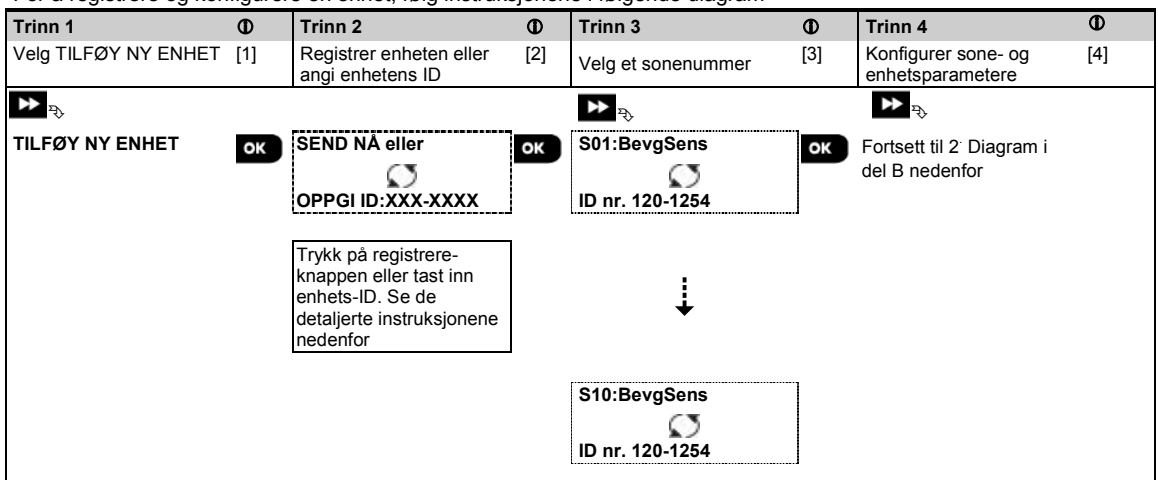 Trinn 1 Trinn 2 Trinn 3 Trinn 4
Velg TILFØY NY ENHET [1] Registrer enheten eller [2] Velg et sonenummer [3] Konfigurer sone- og [4]
angi enhetens ID enhetsparametere
TILFØY NY ENHET OK SEND NÅ eller OK S01:BevgSens OK Fortsett til 2. Diagram i
del B nedenfor
OPPGI ID:XXX-XXXX ID nr. 120-1254
Trykk på registrere-
knappen eller tast inn
enhets-ID. Se de
detaljerte instruksjonene
nedenfor
S10:BevgSens
ID nr. 120-1254